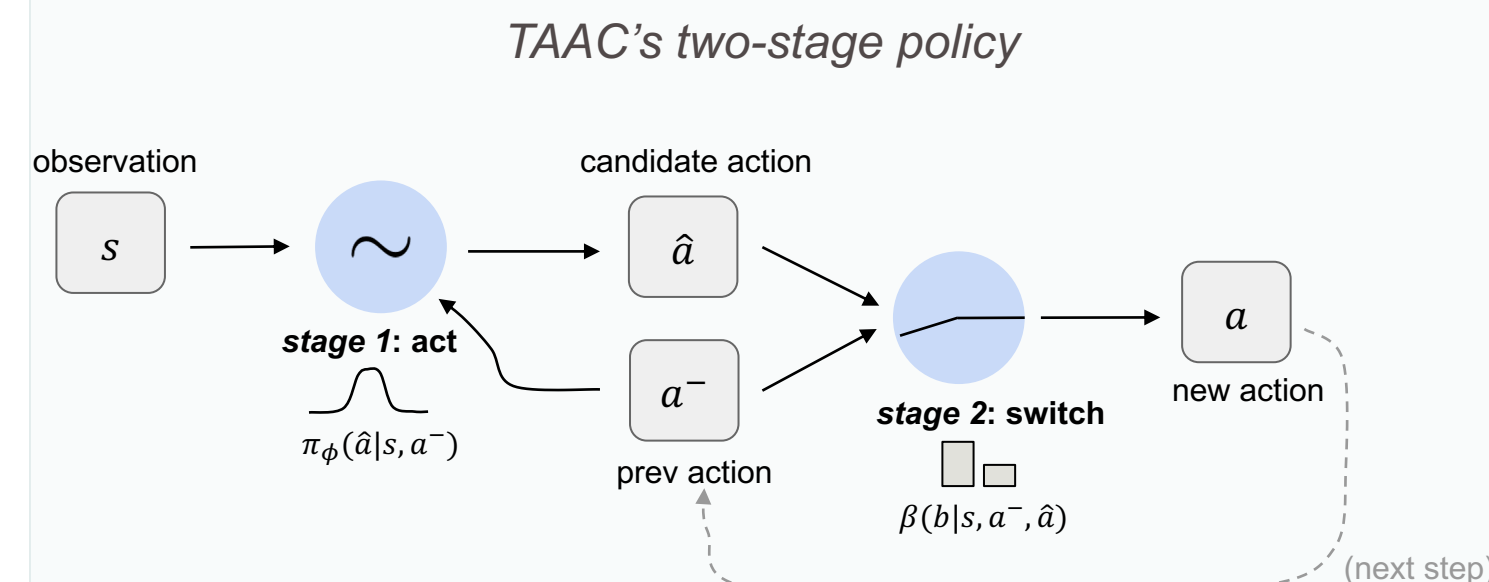 TAAC’s two-stage policy
observation
candidate action
s
~
â
a
a⁻
stage 1: act
new action
stage 2: switch
π_ϕ(â|s, a⁻)
prev action
β(b|s, a⁻, â)
(next step)